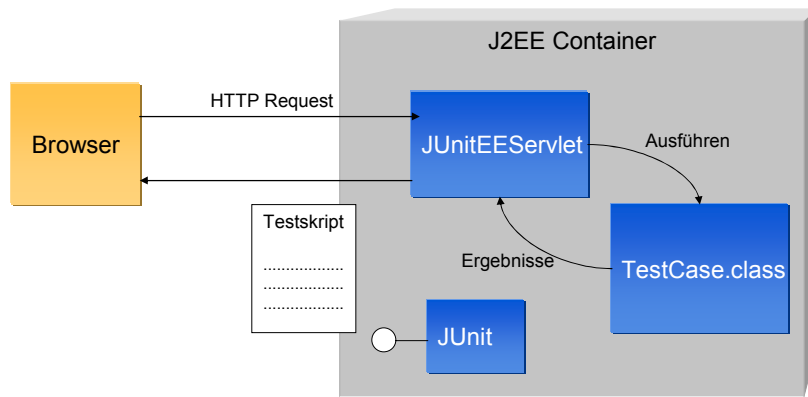 J2EE Container
HTTP Request
Browser
JUnitEEServlet
Ausführen
Testskript
..................
..................
..................
Ergebnisse
TestCase.class
JUnit